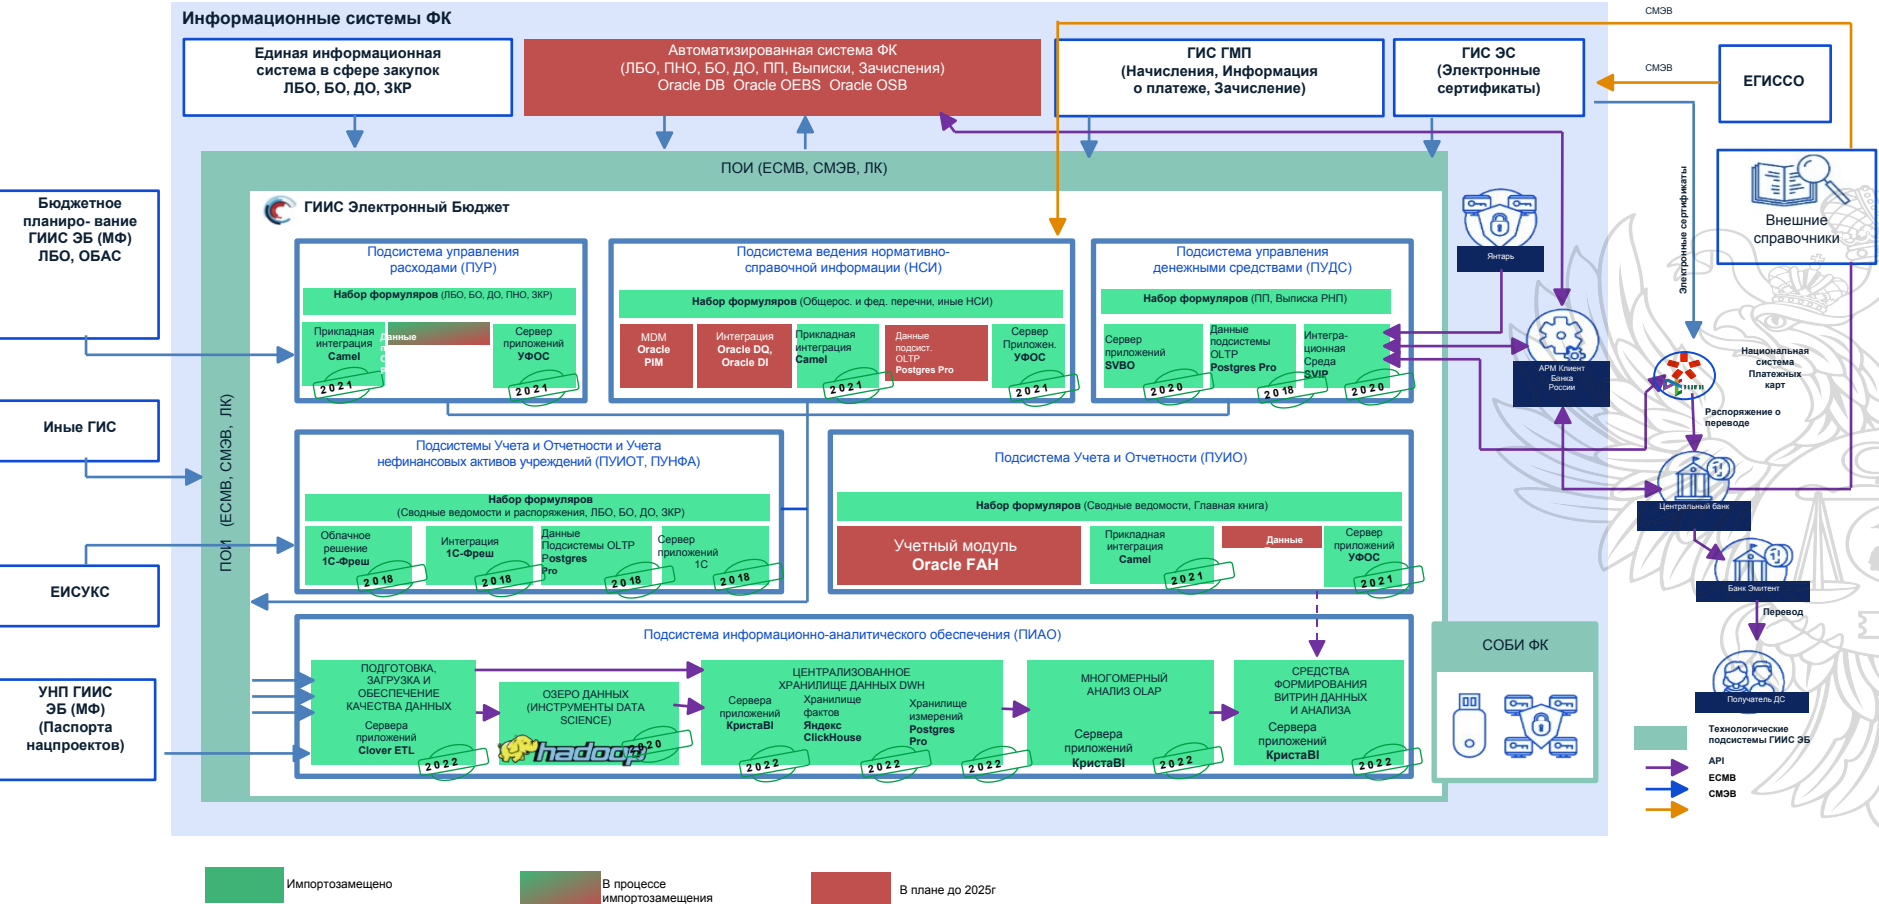 Информационные системы ФК
СМЭВ
Единая информационная
система в сфере закупок
ЛБО, БО, ДО, ЗКР
Автоматизированная система ФК
(ЛБО, ПНО, БО, ДО, ПП, Выписки, Зачисления)
Oracle DB Oracle OEBS Oracle OSB
ГИС ГМП
(Начисления, Информация
о платеже, Зачисление)
ГИС ЭС
(Электронные
сертификаты)
СМЭВ
ЕГИССО
ПОИ (ЕСМВ, СМЭВ, ЛК)
ПОИ (ЕСМВ, СМЭВ, ЛК)
ГИИС Электронный Бюджет
Бюджетное
планиро- вание
ГИИС ЭБ (МФ)
ЛБО, ОБАС
Иные ГИС
ЕИСУКС
УНП ГИИС
ЭБ (МФ)
(Паспорта
нацпроектов)
Подсистема управления
расходами (ПУР)
Набор формуляров (ЛБО, БО, ДО, ПНО, ЗКР)
Прикладная
интеграция
Camel
2021
Данные
Сервер
приложений
УФОС
2021
Подсистема ведения нормативно-
справочной информации (НСИ)
Набор формуляров (Общерос. и фед. перечни, иные НСИ)
MDM
Oracle
PIM
Интеграция
Oracle DQ,
Oracle DI
Прикладная
интеграция
Camel
2021
Данные
подсист.
OLTP
Postgres Pro
Сервер
Приложен.
УФОС
2021
Подсистема управления
денежными средствами (ПУДС)
Набор формуляров (ПП, Выписка РНП)
Сервер
приложений
SVBO
2020
Данные
подсистемы
OLTP
Postgres Pro
2018
Интегра-
ционная
Среда
SVIP
2020
Подсистемы Учета и Отчетности и Учета
нефинансовых активов учреждений (ПУИОТ, ПУНФА)
Набор формуляров
(Сводные ведомости и распоряжения, ЛБО, БО, ДО, ЗКР)
Облачное
решение
1С-Фреш
2018
Интеграция
1С-Фреш
2018
Данные
Подсистемы OLTP
Postgres
Pro
2018
Сервер
приложений
1С
2018
Подсистема Учета и Отчетности (ПУИО)
Набор формуляров (Сводные ведомости, Главная книга)
Учетный модуль
Oracle FAH
Прикладная
интеграция
Camel
2021
Данные
Сервер
приложений
УФОС
2021
Подсистема информационно-аналитического обеспечения (ПИАО)
ПОДГОТОВКА,
ЗАГРУЗКА И
ОБЕСПЕЧЕНИЕ
КАЧЕСТВА ДАННЫХ
Сервера
приложений
Clover ETL
2022
ОЗЕРО ДАННЫХ
(ИНСТРУМЕНТЫ DATA
SCIENCE)
hadoop
2020
ЦЕНТРАЛИЗОВАННОЕ
ХРАНИЛИЩЕ ДАННЫХ DWH
Сервера
приложений
КристаBI
2022
Хранилище
фактов
Яндекс
ClickHouse
2022
Хранилище
измерений
Postgres
Pro
2022
МНОГОМЕРНЫЙ
АНАЛИЗ OLAP
Сервера
приложений
КристаBI
2022
СРЕДСТВА
ФОРМИРОВАНИЯ
ВИТРИН ДАННЫХ
И АНАЛИЗА
Сервера
приложений
КристаBI
2022
СОБИ ФК
Янтарь
АРМ Клиент
Банка
России
Электронные сертификаты
Внешние
справочники
Национальная
система
Платежных
карт
Распоряжение о
переводе
Центральный банк
Банк Эмитент
Перевод
Получатель ДС
Технологические
подсистемы ГИИС ЭБ
API
ЕСМВ
СМЭВ
Импортозамещено
В процессе
импортозамещения
В плане до 2025г